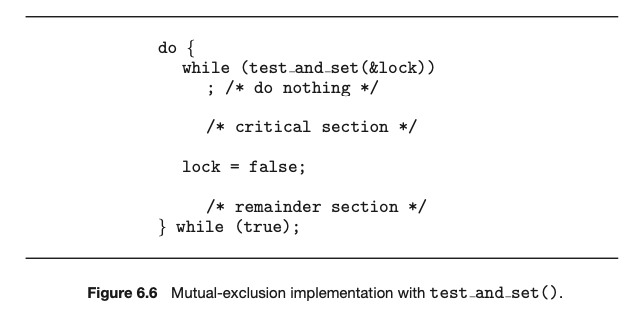 do {
while (test_and_set(&lock))
; /* do nothing */
/* critical section */
lock = false;
/* remainder section */
} while (true);
Figure 6.6 Mutual-exclusion implementation with test_and_set().